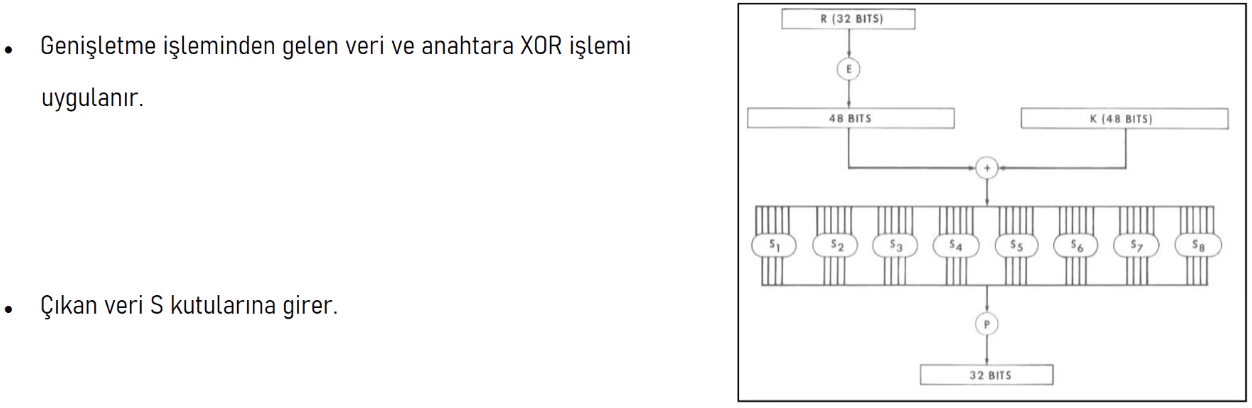 • Genişletme işleminden gelen veri ve anahtara XOR işlemi
uygulanır.
• Çıkan veri S kutularına girer.
R (32 BITS)
E
48 BITS
K (48 BITS)
+
S1 S2 S3 S4 S5 S6 S7 S8
P
32 BITS